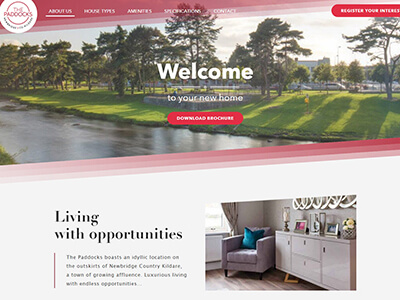 THE
PADDOCKS
ABOUT US
HOUSE TYPES
AMENITIES
SPECIFICATIONS
CONTACT
REGISTER YOUR INTEREST
Welcome
to your new home
DOWNLOAD BROCHURE
Living
with opportunities
The Paddocks boasts an idyllic location on
the outskirts of Newbridge Country Kildare,
a town of growing affluence. Luxurious living
with endless opportunities...